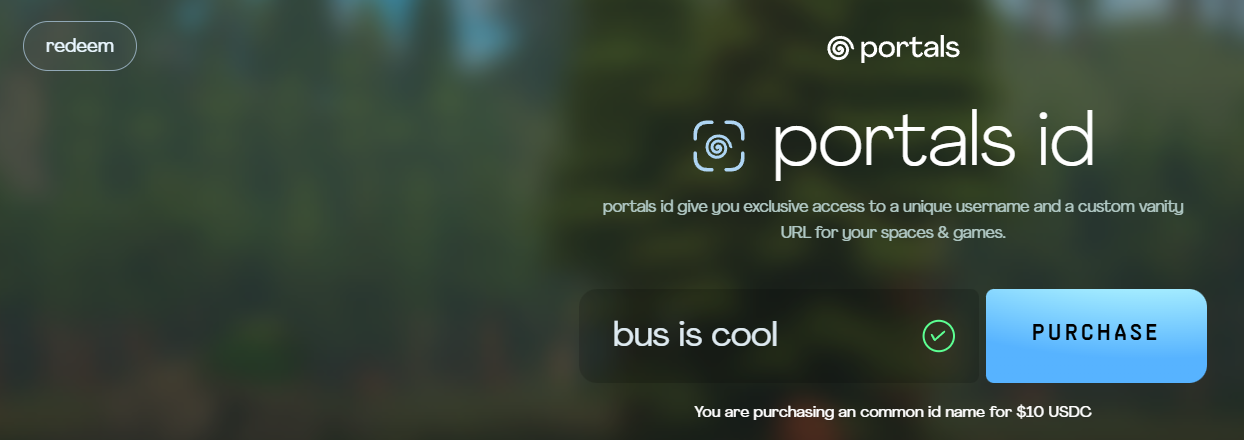 redeem
portals
portals id
portals id give you exclusive access to a unique username and a custom vanity
URL for your spaces & games.
bus is cool
PURCHASE
You are purchasing an common id name for $10 USDC